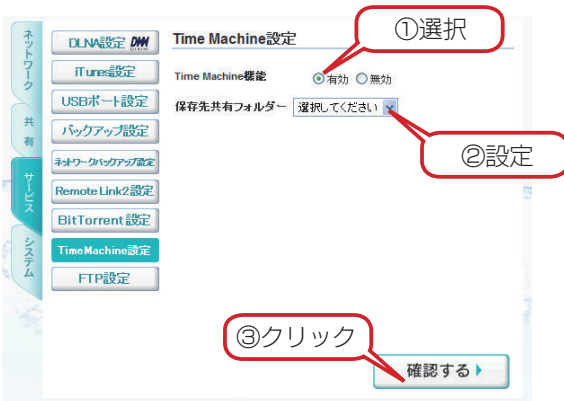 ネットワーク
共有
サービス
システム
DLNA設定 DiXiM
iTunes設定
USBポート設定
バックアップ設定
ネットワークバックアップ設定
Remote Link2設定
BitTorrent設定
TimeMachine設定
FTP設定
Time Machine設定
①選択
Time Machine機能 有効 無効
保存先共有フォルダー 選択してください
②設定
③クリック
確認する